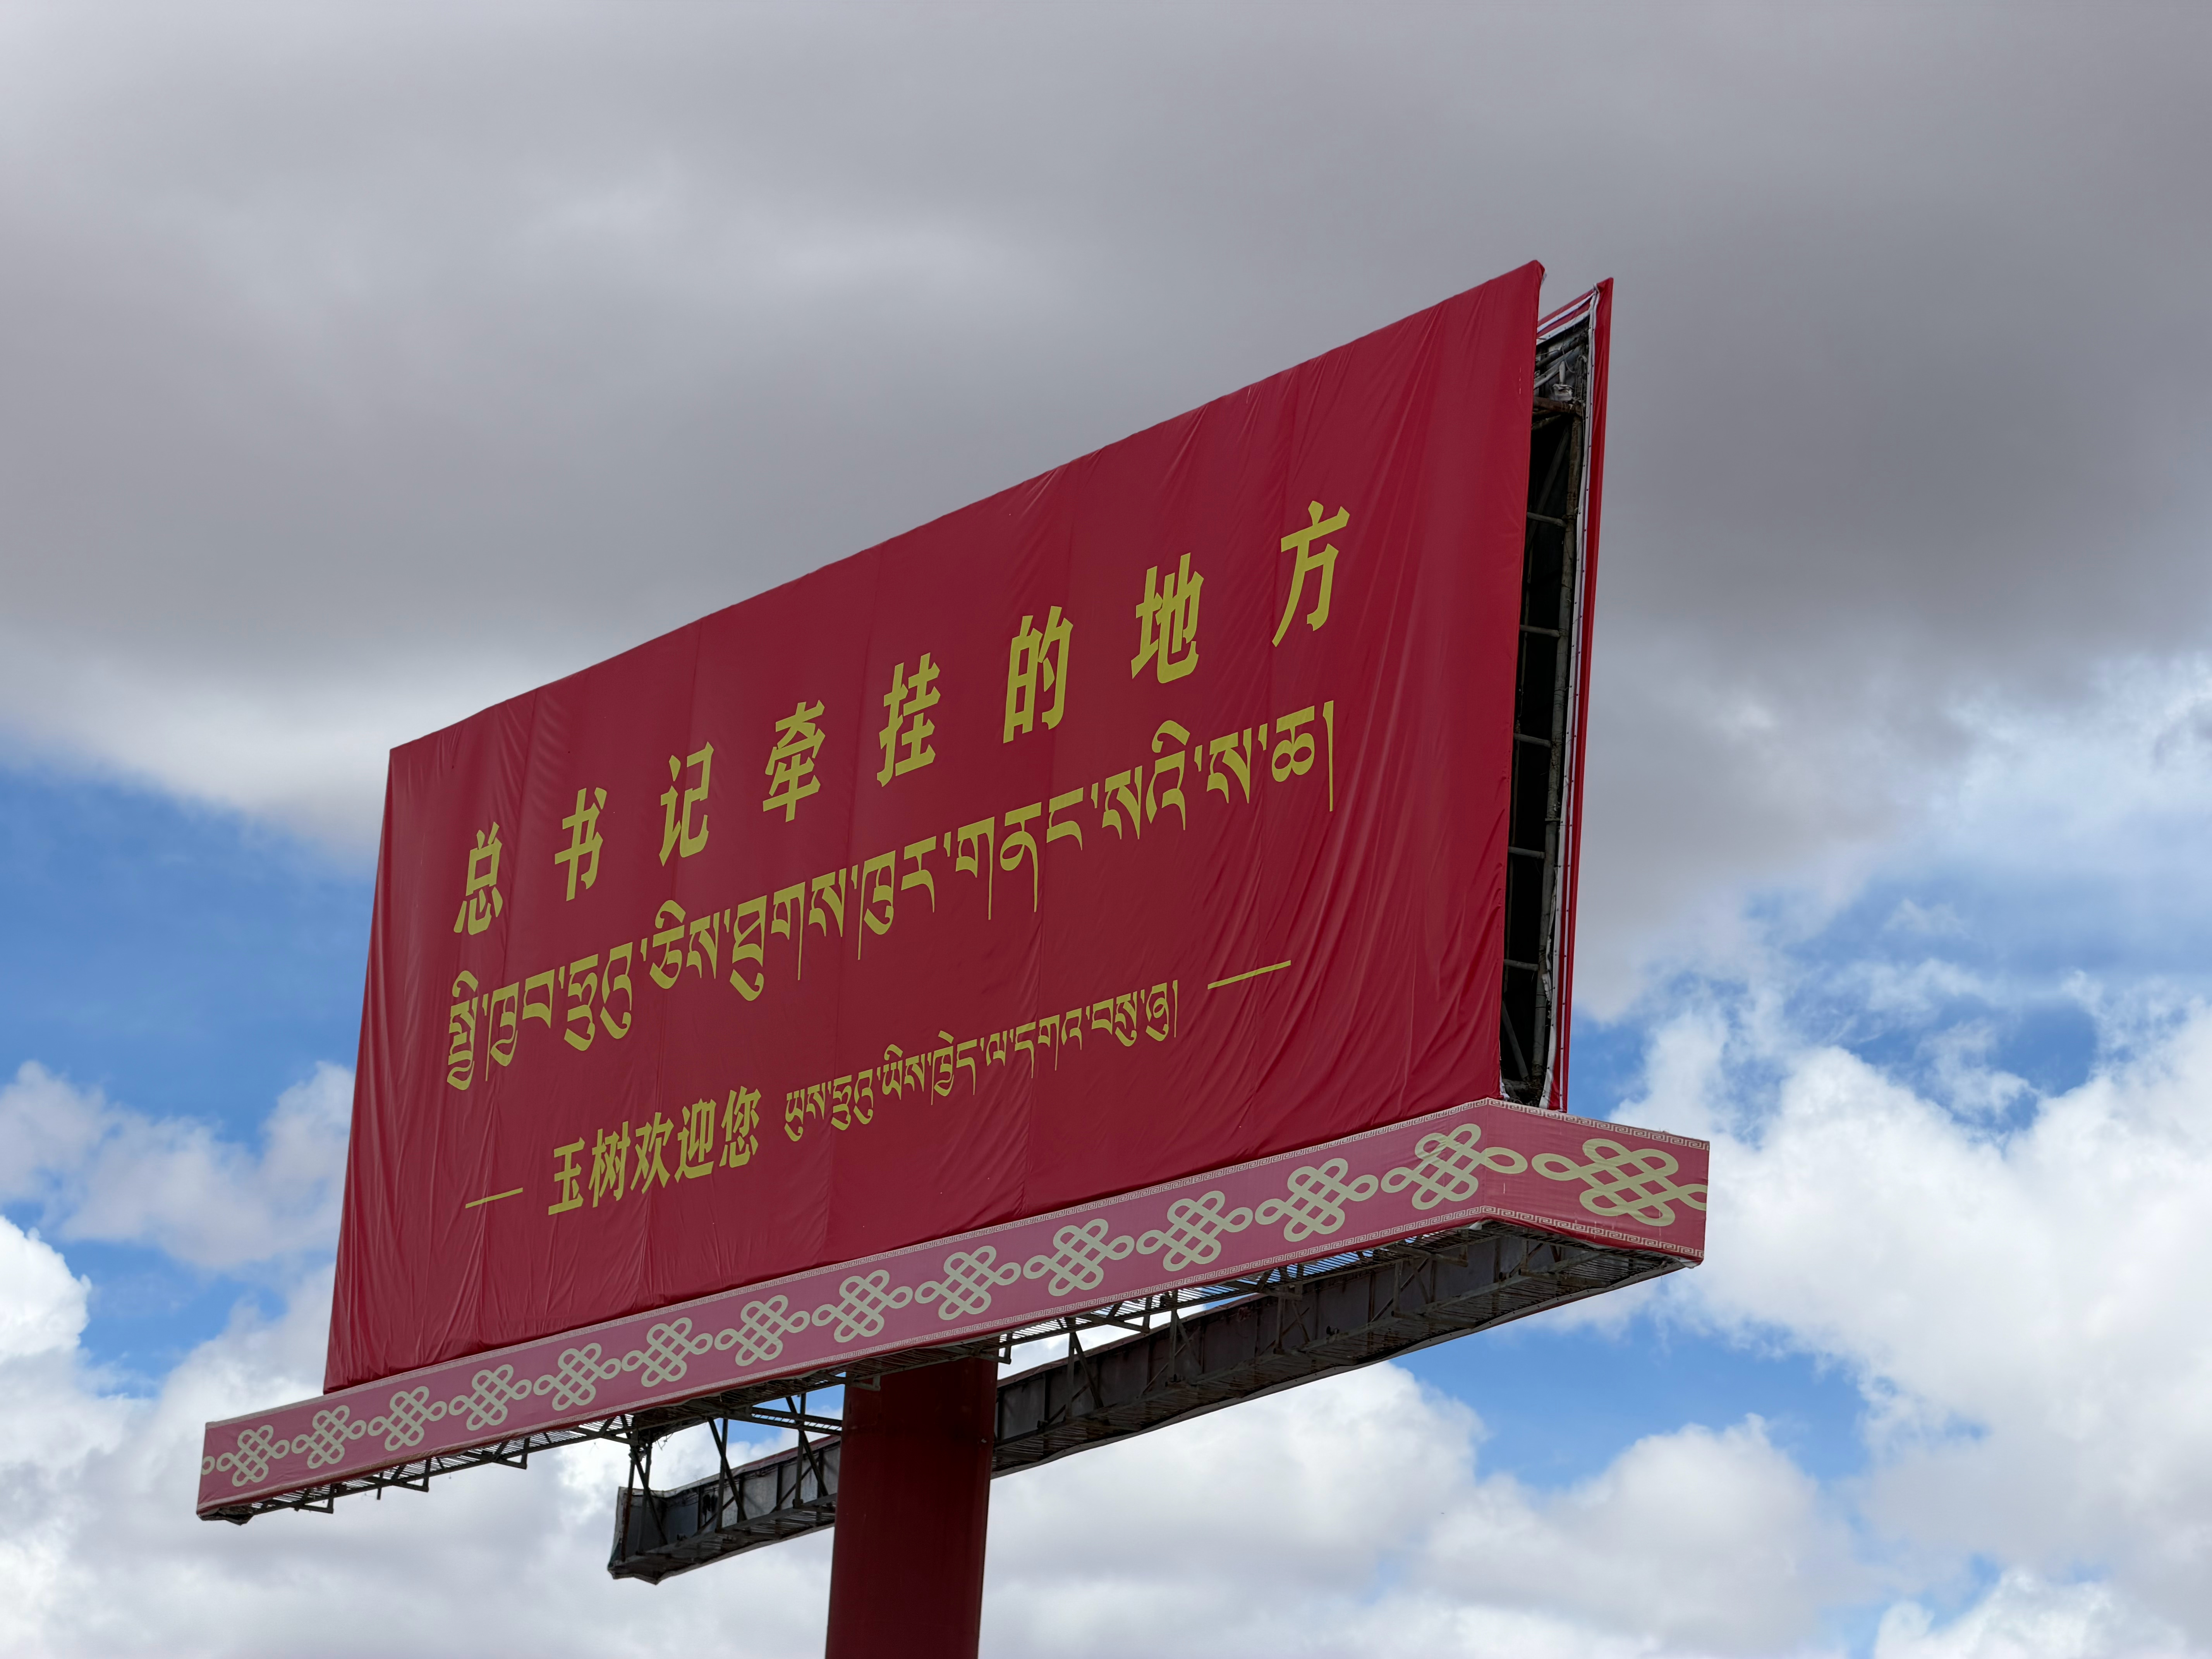 总书记牵挂的地方
སྤྱི་ཁྱབ་ཧྲུའུ་ཅིས་ཐུགས་ཁུར་གནང་སའི་ས་ཆ།
— 玉树欢迎您 ཡུས་ཧྲུའུ་ཡིས་ཁྱེད་ལ་དགའ་བསུ་ཞུ། —